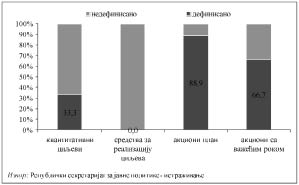 недефинисано дефинисано
100%
90%
80%
70%
60%
50%
40%
30%
20%
10%
0%
33,3
0,0
88,9
66,7
квантитативни циљеви
средства за реализацију циљева
акциони план
акциони са важећим роком
Извор: Републички секретаријат за јавне политике - истраживање